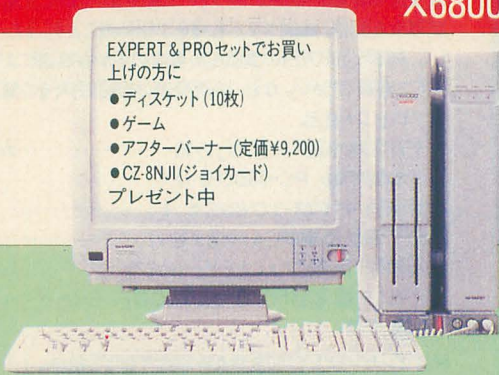 X6800
EXPERT & PROセットでお買い
上げの方に
●ディスケット(10枚)
●ゲーム
●アフターバーナー(定価¥9,200)
●CZ-8NJI(ジョイカード)
プレゼント中